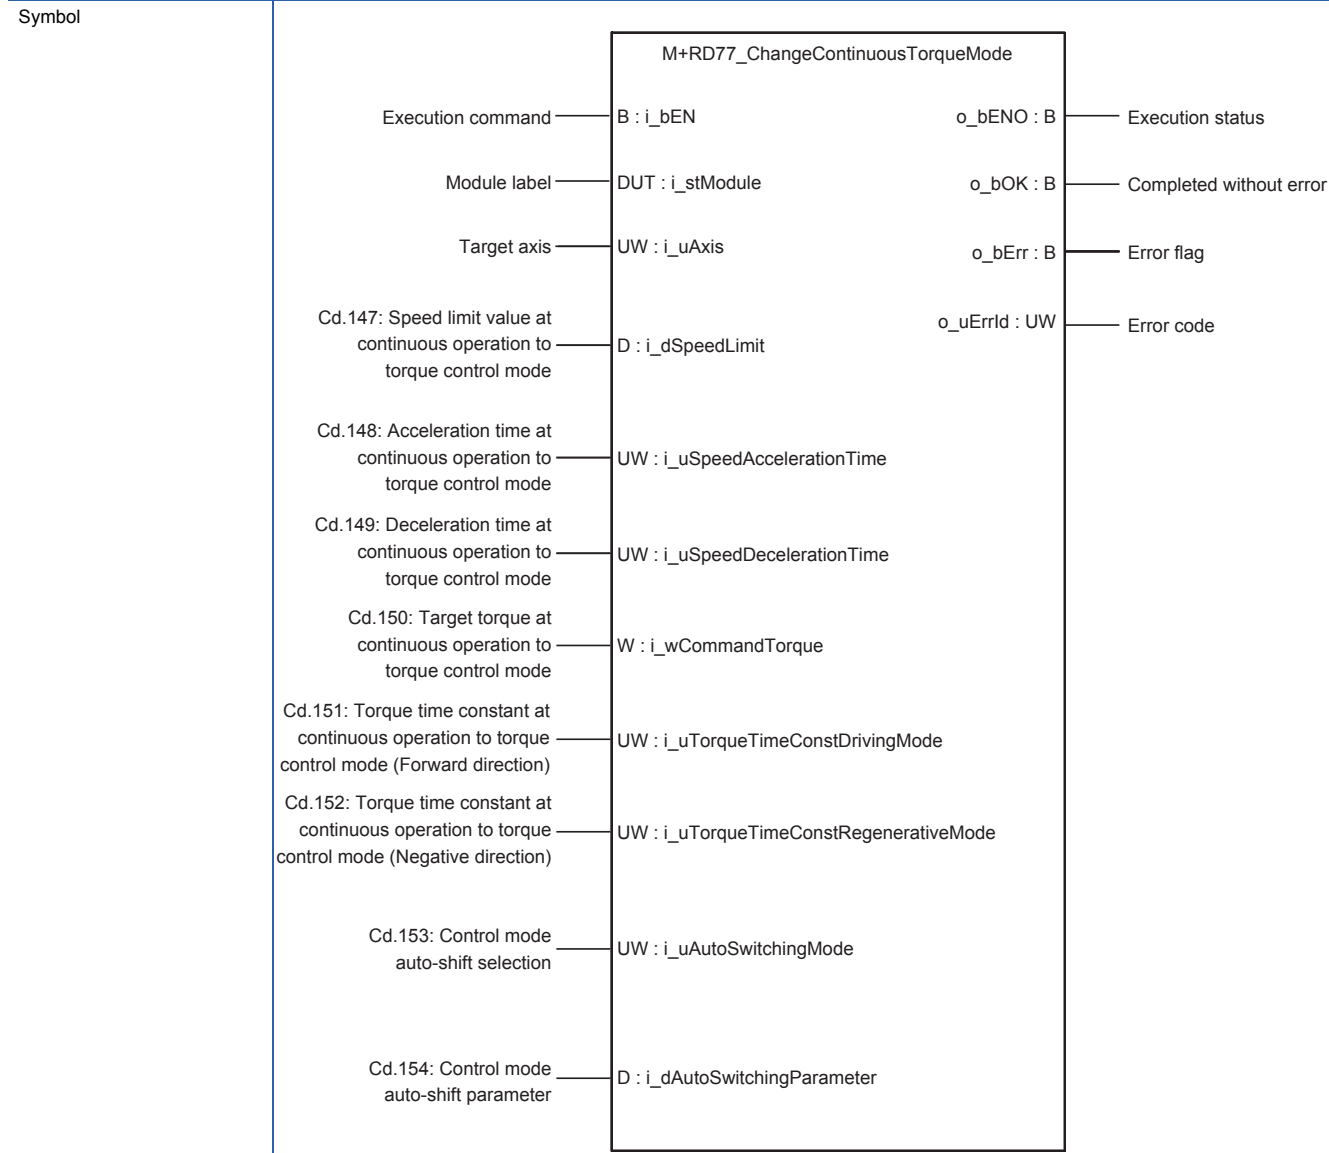 Symbol
M+RD77_ChangeContinuousTorqueMode
Execution command
B : i_bEN
o_bENO : B
Execution status
Module label
DUT : i_stModule
o_bOK : B
Completed without error
Target axis
UW : i_uAxis
o_bErr : B
Error flag
Cd.147: Speed limit value at
continuous operation to
torque control mode
D : i_dSpeedLimit
o_uErrId : UW
Error code
Cd.148: Acceleration time at
continuous operation to
torque control mode
UW : i_uSpeedAccelerationTime
Cd.149: Deceleration time at
continuous operation to
torque control mode
UW : i_uSpeedDecelerationTime
Cd.150: Target torque at
continuous operation to
torque control mode
W : i_wCommandTorque
Cd.151: Torque time constant at
continuous operation to torque
control mode (Forward direction)
UW : i_uTorqueTimeConstDrivingMode
Cd.152: Torque time constant at
continuous operation to torque
control mode (Negative direction)
UW : i_uTorqueTimeConstRegenerativeMode
Cd.153: Control mode
auto-shift selection
UW : i_uAutoSwitchingMode
Cd.154: Control mode
auto-shift parameter
D : i_dAutoSwitchingParameter